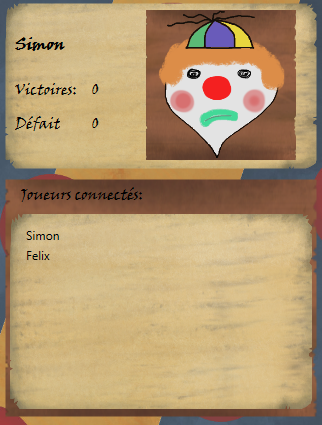 Simon
Victoires: 0
Défait 0
Joueurs connectés:
Simon
Felix